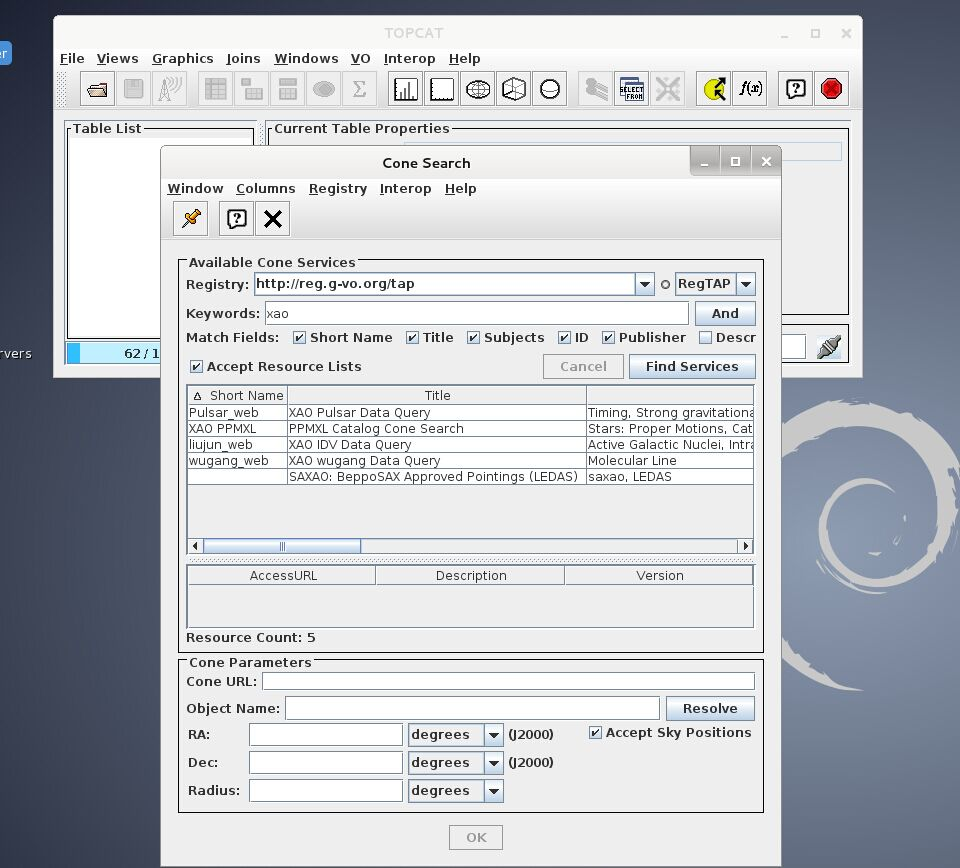 er
TOPCAT
File Views Graphics Joins Windows VO Interop Help
SELECT FROM
f(x)
Table List
Current Table Properties
62 / 1
rvers
Cone Search
Window Columns Registry Interop Help
Available Cone Services
Registry: http://reg.g-vo.org/tap RegTAP
Keywords: xao And
Match Fields: Short Name Title Subjects ID Publisher Descr
Accept Resource Lists Cancel Find Services
Δ Short Name Title
Pulsar_web XAO Pulsar Data Query Timing, Strong gravitationa
XAO PPMXL PPMXL Catalog Cone Search Stars: Proper Motions, Cat
liujun_web XAO IDV Data Query Active Galactic Nuclei, Intra
wugang_web XAO wugang Data Query Molecular Line
SAXAO: BeppoSAX Approved Pointings (LEDAS) saxao, LEDAS
AccessURL Description Version
Resource Count: 5
Cone Parameters
Cone URL:
Object Name: Resolve
RA: degrees (J2000) Accept Sky Positions
Dec: degrees (J2000)
Radius: degrees
OK